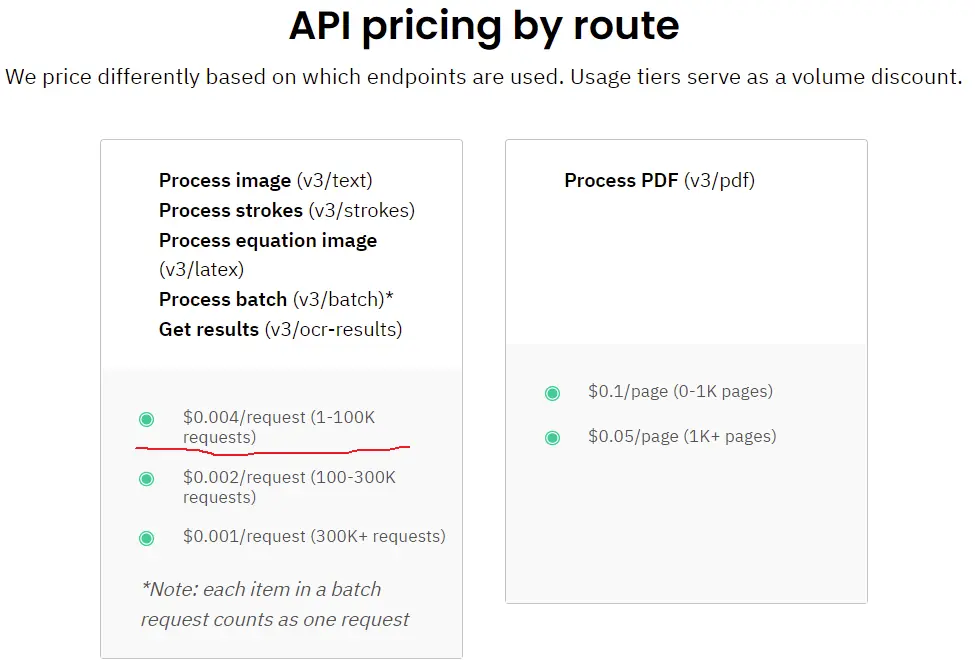 API pricing by route
We price differently based on which endpoints are used. Usage tiers serve as a volume discount.
Process image (v3/text)
Process strokes (v3/strokes)
Process equation image
(v3/latex)
Process batch (v3/batch)*
Get results (v3/ocr-results)
$0.004/request (1-100K
requests)
$0.002/request (100-300K
requests)
$0.001/request (300K+ requests)
*Note: each item in a batch
request counts as one request
Process PDF (v3/pdf)
$0.1/page (0-1K pages)
$0.05/page (1K+ pages)